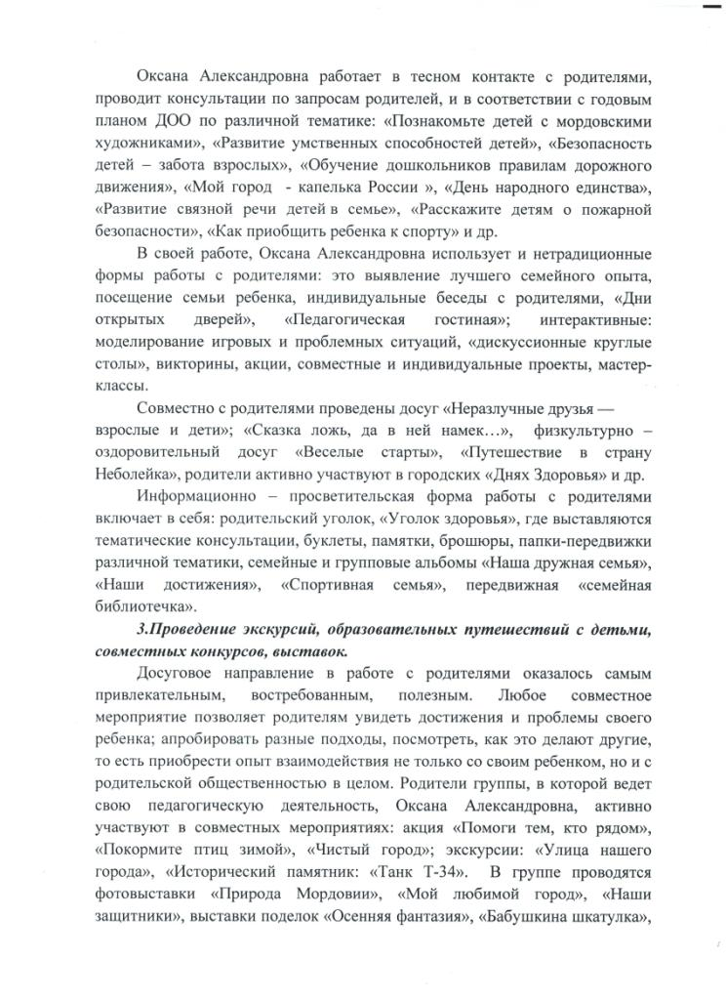 Оксана Александровна работает в тесном контакте с родителями,
проводит консультации по запросам родителей, и в соответствии с годовым
планом ДОО по различной тематике: «Познакомьте детей с мордовскими
художниками», «Развитие умственных способностей детей», «Безопасность
детей – забота взрослых», «Обучение дошкольников правилам дорожного
движения», «Мой город - капелька России », «День народного единства»,
«Развитие связной речи детей в семье», «Расскажите детям о пожарной
безопасности», «Как приобщить ребенка к спорту» и др.
В своей работе, Оксана Александровна использует и нетрадиционные
формы работы с родителями: это выявление лучшего семейного опыта,
посещение семьи ребенка, индивидуальные беседы с родителями, «Дни
открытых дверей», «Педагогическая гостиная»; интерактивные:
моделирование игровых и проблемных ситуаций, «дискуссионные круглые
столы», викторины, акции, совместные и индивидуальные проекты, мастер-
классы.
Совместно с родителями проведены досуг «Неразлучные друзья —
взрослые и дети»; «Сказка ложь, да в ней намек…», физкультурно –
оздоровительный досуг «Веселые старты», «Путешествие в страну
Неболейка», родители активно участвуют в городских «Днях Здоровья» и др.
Информационно – просветительская форма работы с родителями
включает в себя: родительский уголок, «Уголок здоровья», где выставляются
тематические консультации, буклеты, памятки, брошюры, папки-передвижки
различной тематики, семейные и групповые альбомы «Наша дружная семья»,
«Наши достижения», «Спортивная семья», передвижная «семейная
библиотечка».
3.Проведение экскурсий, образовательных путешествий с детьми,
совместных конкурсов, выставок.
Досуговое направление в работе с родителями оказалось самым
привлекательным, востребованным, полезным. Любое совместное
мероприятие позволяет родителям увидеть достижения и проблемы своего
ребенка; апробировать разные подходы, посмотреть, как это делают другие,
то есть приобрести опыт взаимодействия не только со своим ребенком, но и с
родительской общественностью в целом. Родители группы, в которой ведет
свою педагогическую деятельность, Оксана Александровна, активно
участвуют в совместных мероприятиях: акция «Помоги тем, кто рядом»,
«Покормите птиц зимой», «Чистый город»; экскурсии: «Улица нашего
города», «Исторический памятник: «Танк Т-34». В группе проводятся
фотовыставки «Природа Мордовии», «Мой любимой город», «Наши
защитники», выставки поделок «Осенняя фантазия», «Бабушкина шкатулка»,